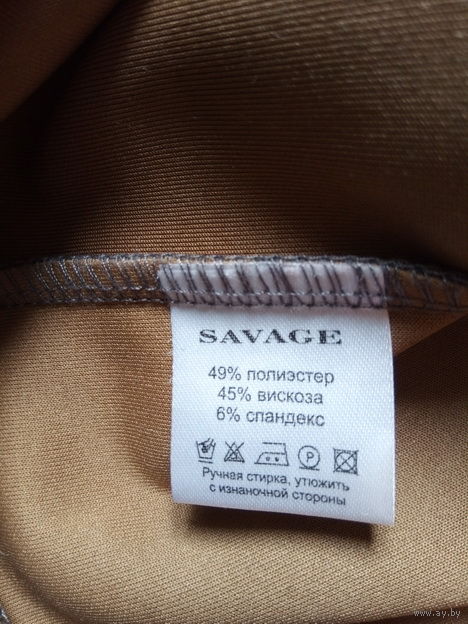 SAVAGE
49% полиэстер
45% вискоза
6% спандекс
P
Ручная стирка, утюжить
с изнаночной стороны
www.ay.by